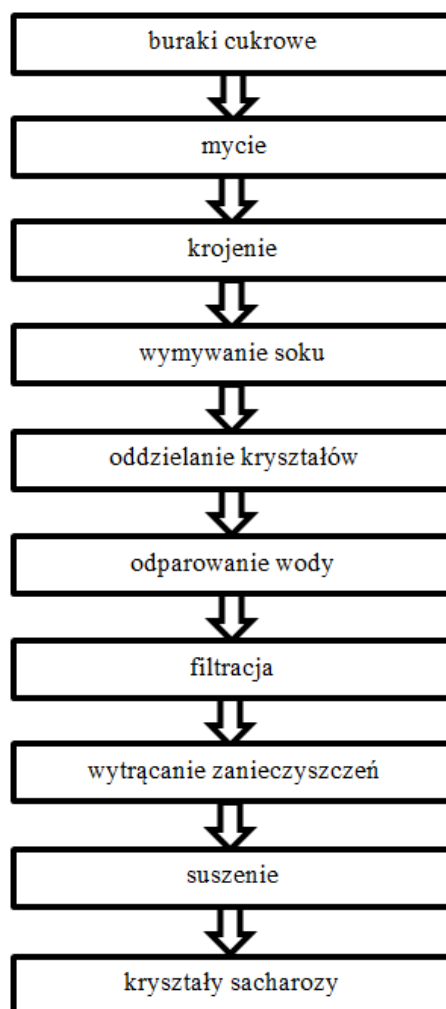 buraki cukrowe
mycie
krojenie
wymywanie soku
oddzielanie kryształów
odparowanie wody
filtracja
wytrącanie zanieczyszczeń
suszenie
kryształy sacharozy